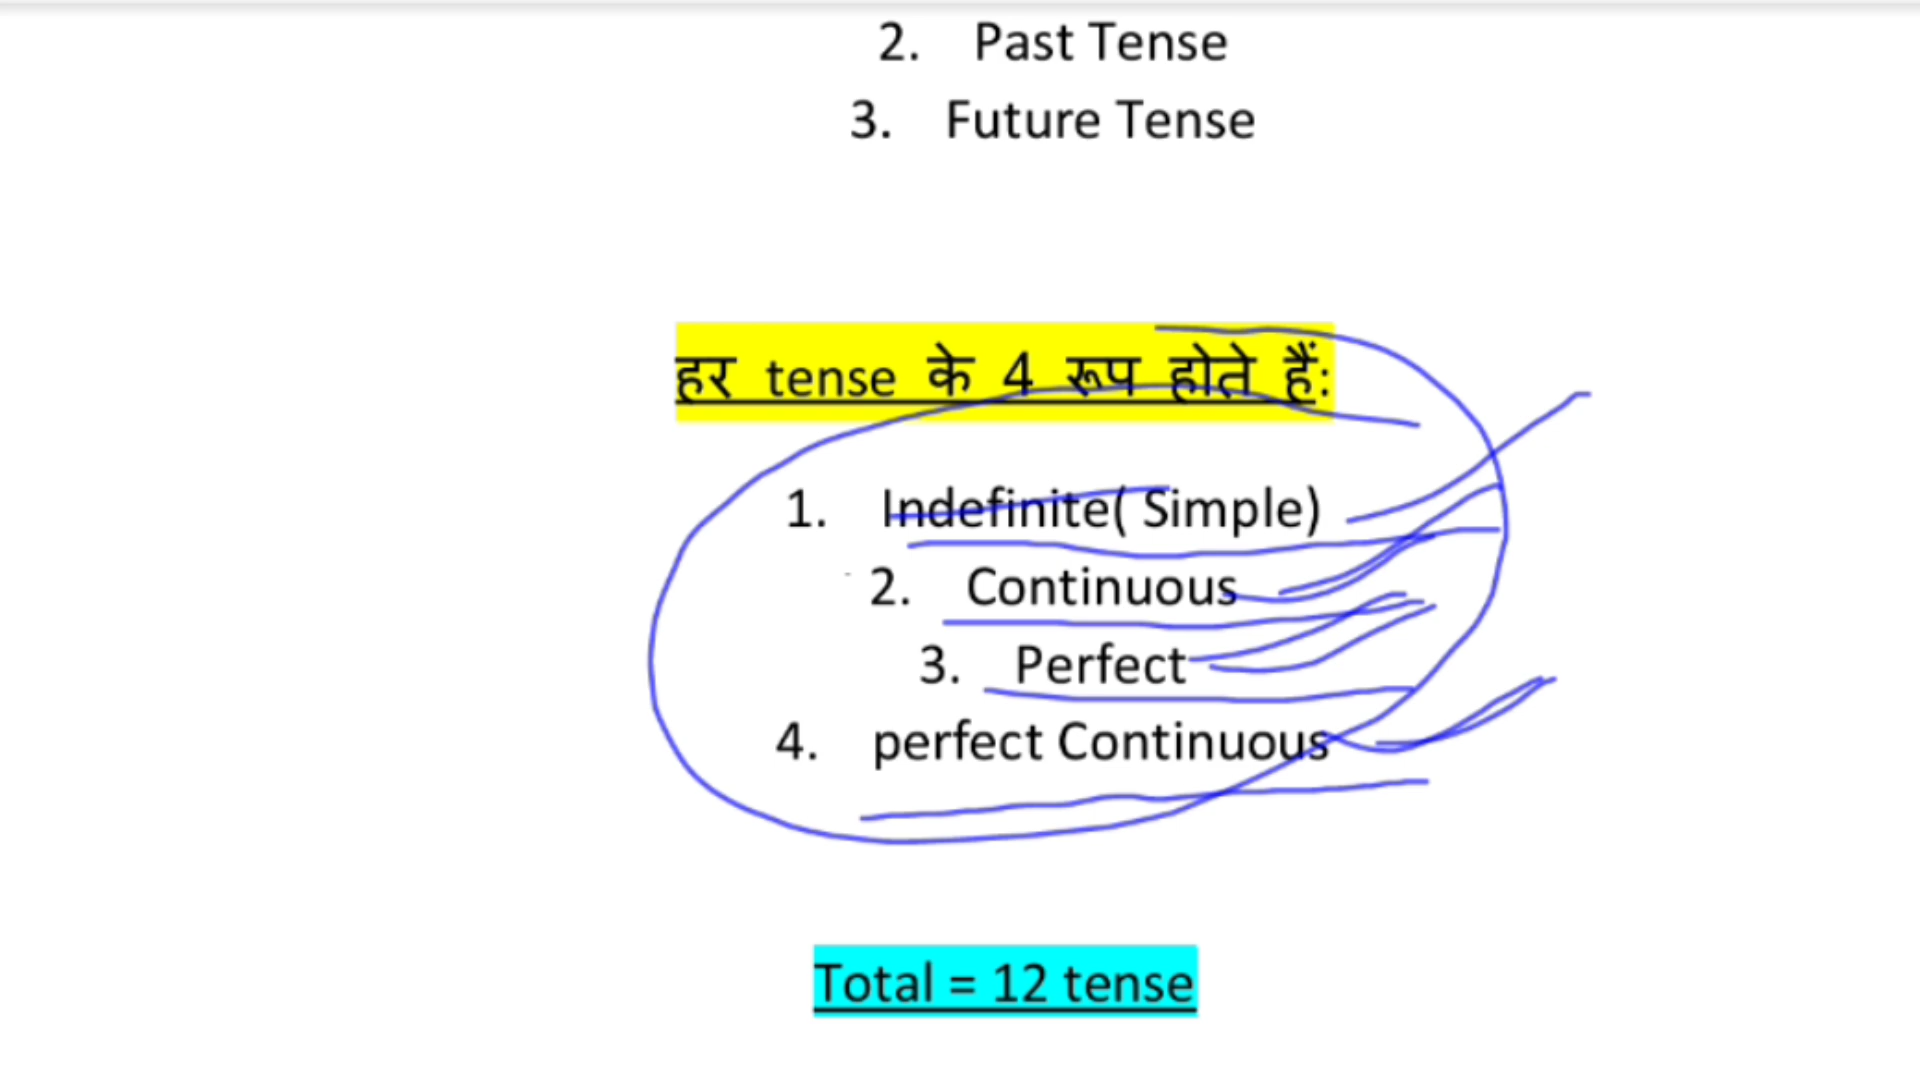 2. Past Tense
3. Future Tense
हर tense के 4 रूप होते हैं:
1. Indefinite( Simple)
2. Continuous
3. Perfect
4. perfect Continuous
Total = 12 tense